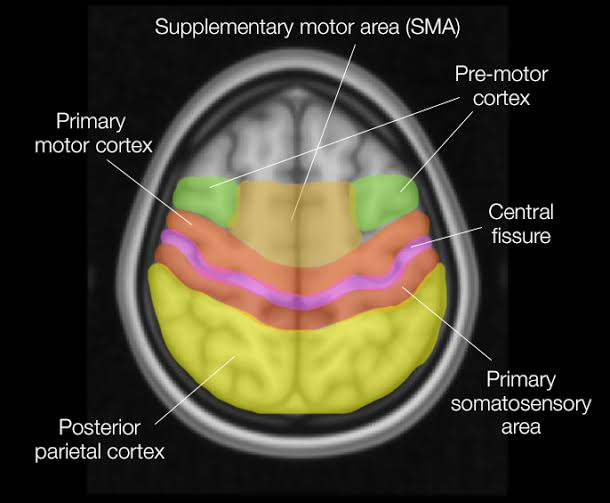 Supplementary motor area (SMA)
Pre-motor
cortex
Primary
motor cortex
Central
fissure
Primary
somatosensory
area
Posterior
parietal cortex